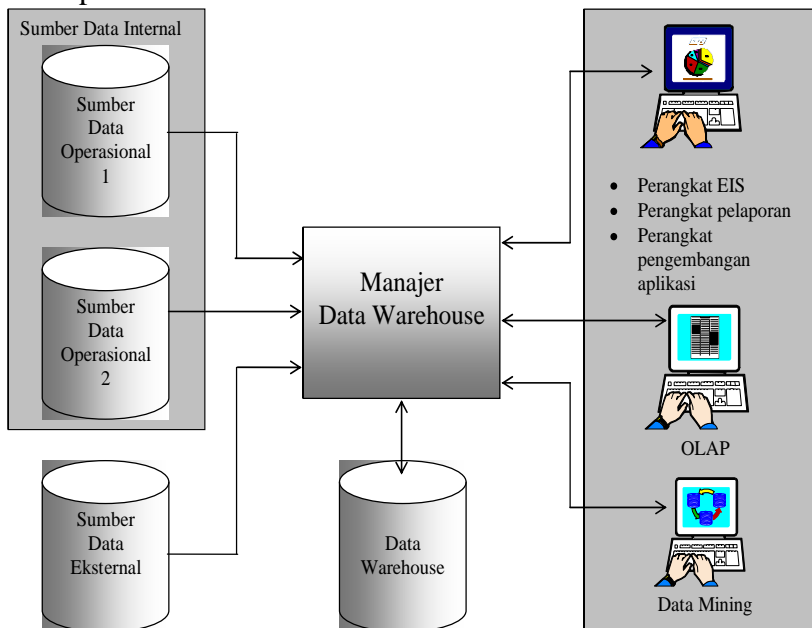 Sumber Data Internal
Sumber
Data
Operasional
1
Sumber
Data
Operasional
2
Sumber
Data
Eksternal
Manajer
Data Warehouse
Data
Warehouse
• Perangkat EIS
• Perangkat pelaporan
• Perangkat
pengembangan
aplikasi
OLAP
Data Mining